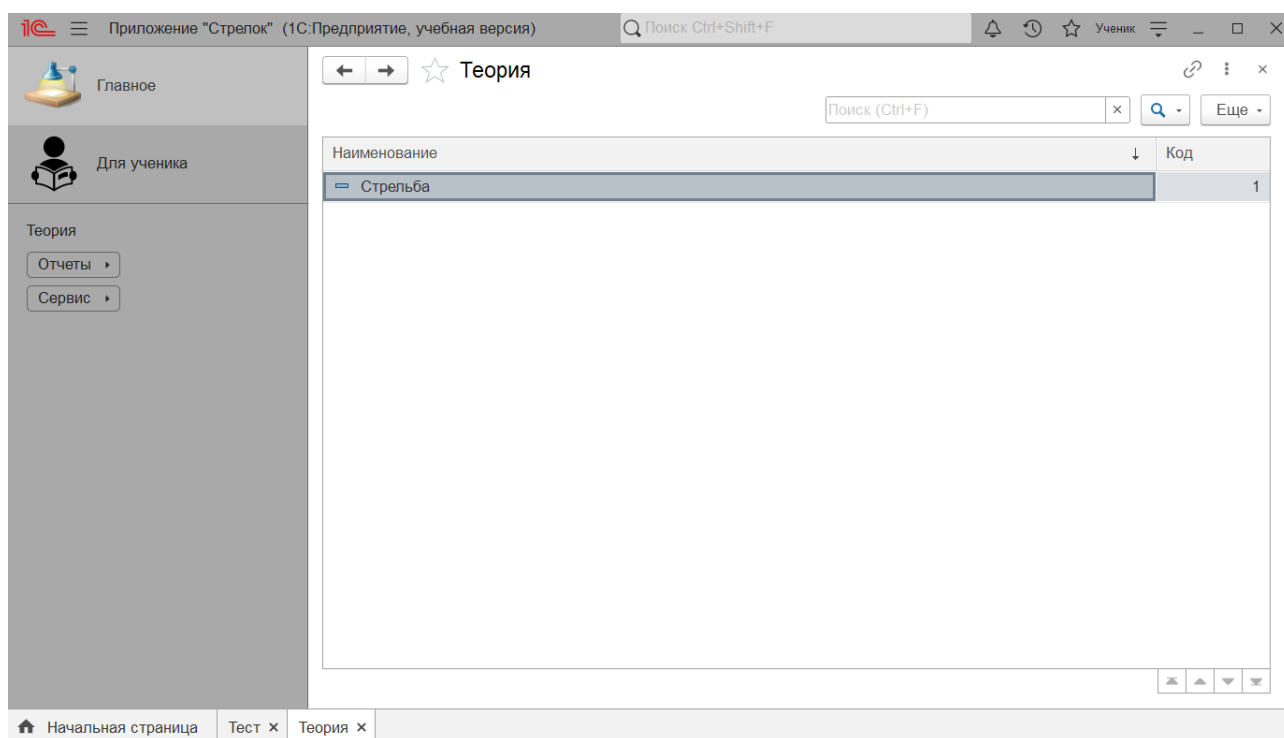 1С Приложение "Стрелок" (1С:Предприятие, учебная версия) Поиск Ctrl+Shift+F Ученик
Главное
Теория
Поиск (Ctrl+F) × Еще
Для ученика
Наименование ↓ Код
Стрельба 1
Теория
Отчеты
Сервис
Начальная страница Тест × Теория ×